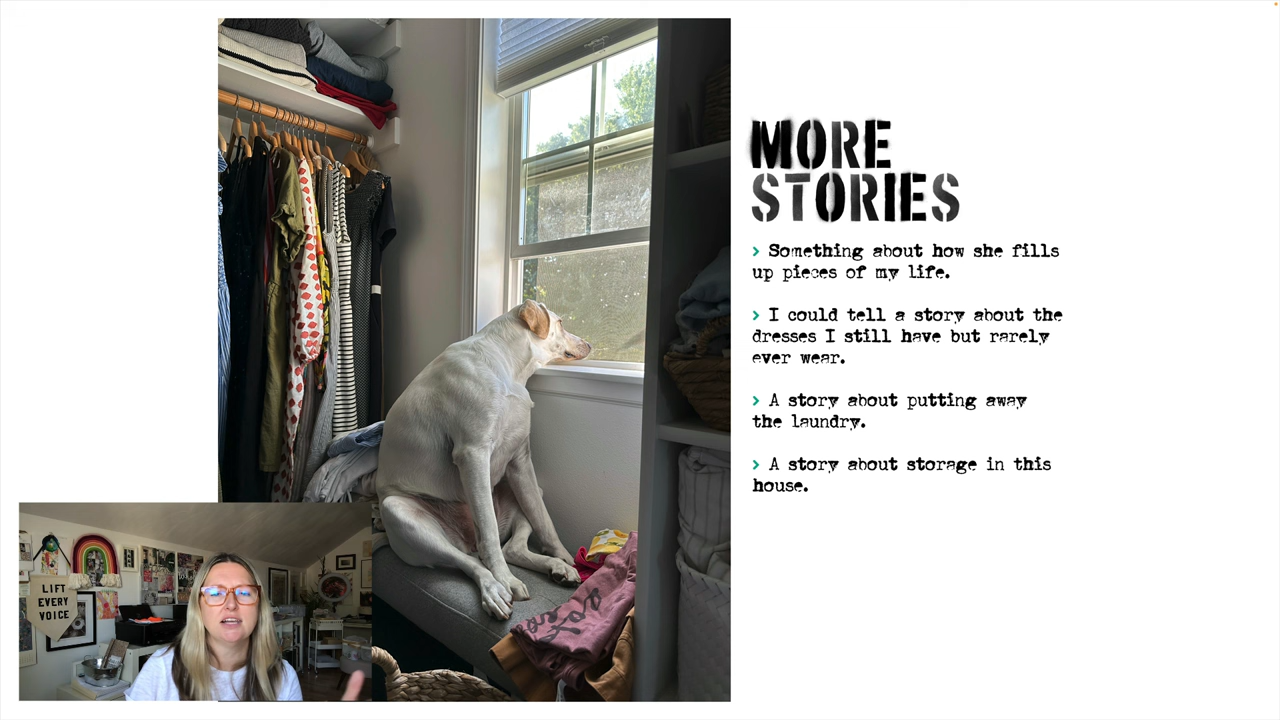 MORE
STORIES
> Something about how she fills
up pieces of my life.
> I could tell a story about the
dresses I still have but rarely
ever wear.
> A story about putting away
the laundry.
> A story about storage in this
house.
LIFT
EVERY
VOICE